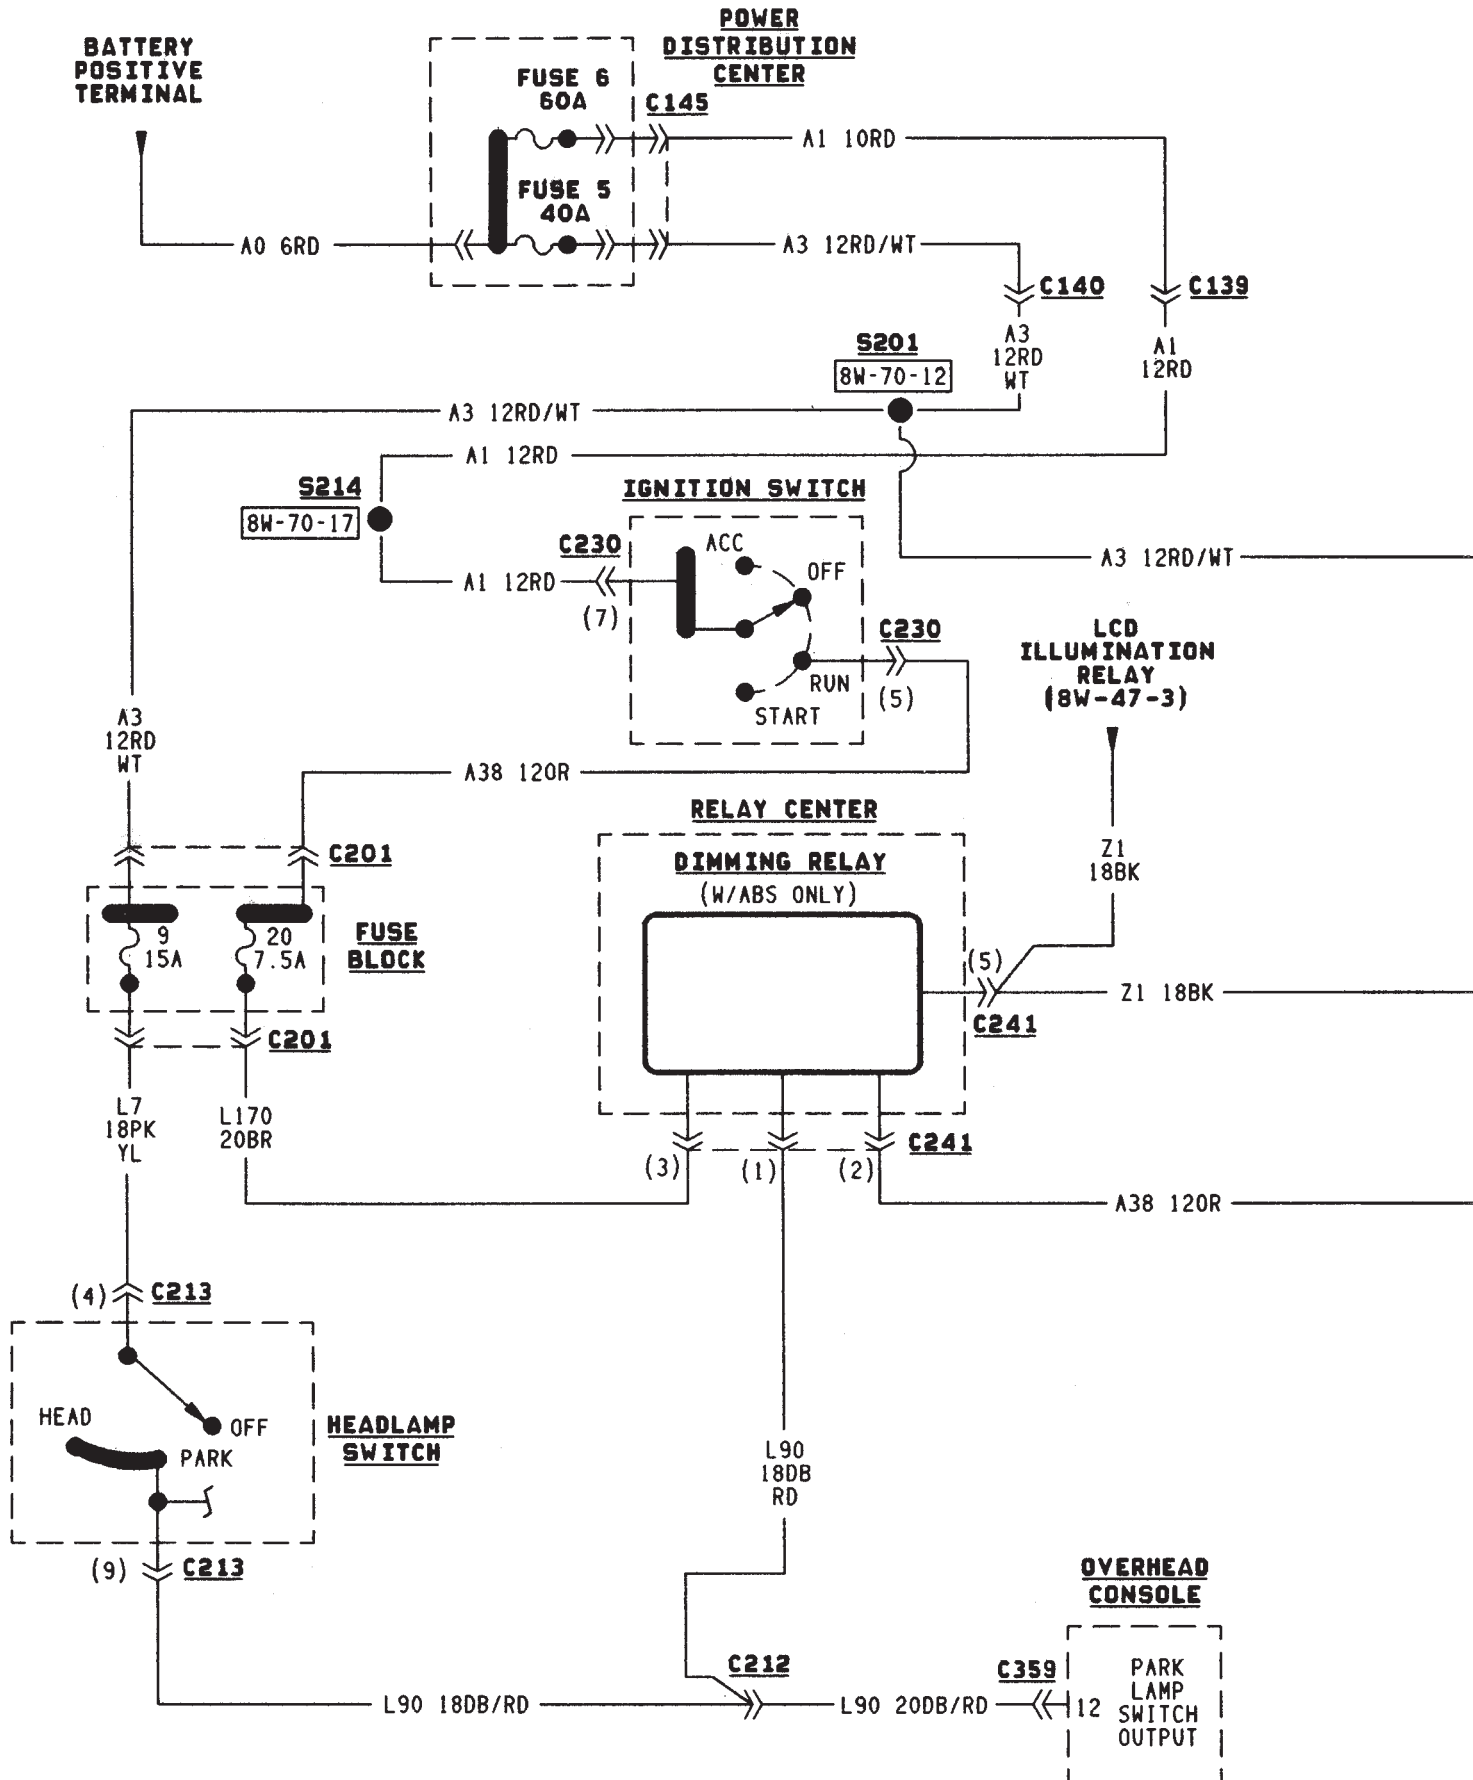 POWER
DISTRIBUTION
CENTER
BATTERY
POSITIVE
TERMINAL
FUSE 6
60A
C145
A1 10RD
FUSE 5
40A
A0 6RD
A3 12RD/WT
C140
C139
A3
12RD
WT
A1
12RD
S201
8W-70-12
A3 12RD/WT
A1 12RD
S214
8W-70-17
IGNITION SWITCH
C230
ACC
OFF
A1 12RD
(7)
A3 12RD/WT
C230
(5)
RUN
START
LCD
ILLUMINATION
RELAY
(8W-47-3)
A3
12RD
WT
A38 12OR
RELAY CENTER
DIMMING RELAY
(W/ABS ONLY)
C201
Z1
18BK
9
15A
20
7.5A
FUSE
BLOCK
(5)
Z1 18BK
C241
C201
L7
18PK
YL
L170
20BR
C241
(3)
(1)
(2)
A38 12OR
(4)
C213
HEAD
OFF
PARK
HEADLAMP
SWITCH
L90
18DB
RD
(9)
C213
OVERHEAD
CONSOLE
C212
C359
L90 18DB/RD
L90 20DB/RD
12
PARK
LAMP
SWITCH
OUTPUT